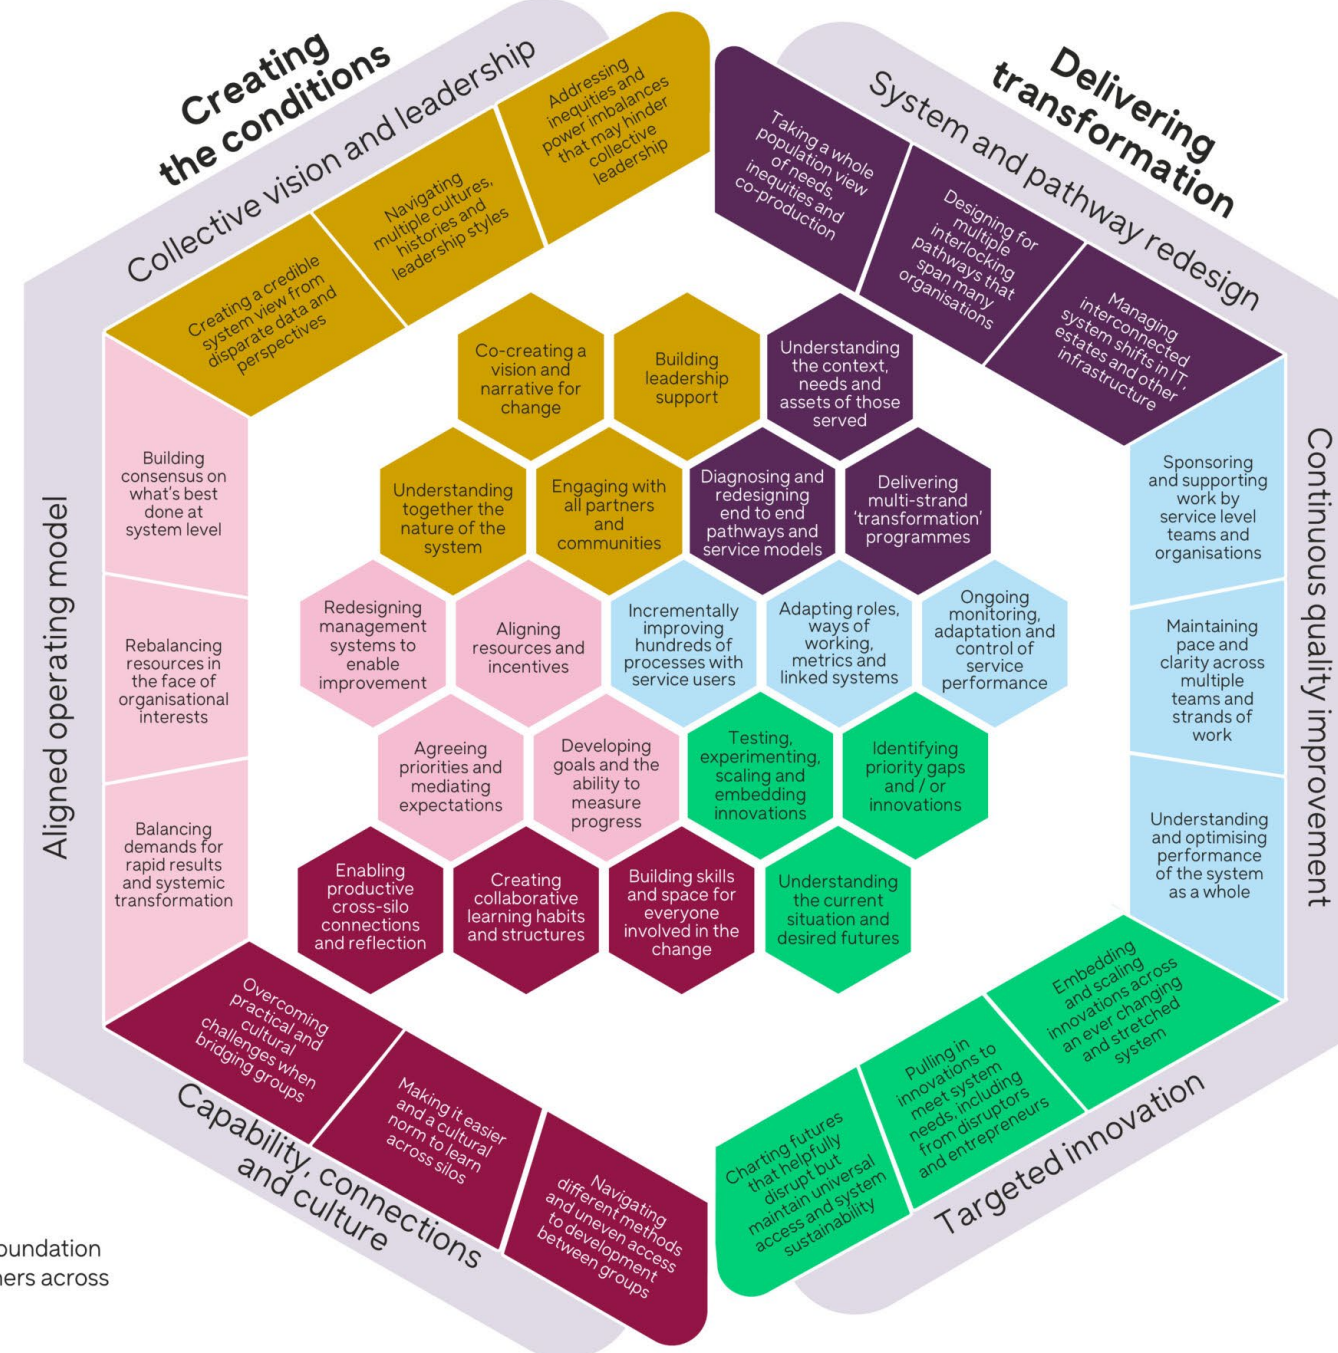 Creating
the conditions
Collective vision and leadership
Creating a credible
system view from
disparate data and
perspectives
Navigating
multiple cultures,
histories and
leadership styles
Addressing
inequities and
power imbalances
that may hinder
collective
leadership
Delivering
transformation
System and pathway redesign
Taking a whole
population view
of needs,
inequities and
co-production
Designing for
multiple
interlocking
pathways that
span many
organisations
Managing
interconnected
system shifts in IT,
estates and other
infrastructure
Aligned operating model
Building
consensus on
what's best
done at
system level
Rebalancing
resources in
the face of
organisational
interests
Balancing
demands for
rapid results
and systemic
transformation
Co-creating a
vision and
narrative for
change
Building
leadership
support
Understanding
the context,
needs and
assets of those
served
Understanding
together the
nature of the
system
Engaging with
all partners
and
communities
Diagnosing and
redesigning
end to end
pathways and
service models
Delivering
multi-strand
‘transformation’
programmes
Redesigning
management
systems to
enable
improvement
Aligning
resources and
incentives
Incrementally
improving
hundreds of
processes with
service users
Adapting roles,
ways of
working,
metrics and
linked systems
Ongoing
monitoring,
adaptation and
control of
service
performance
Agreeing
priorities and
mediating
expectations
Developing
goals and the
ability to
measure
progress
Testing,
experimenting,
scaling and
embedding
innovations
Identifying
priority gaps
and / or
innovations
Enabling
productive
cross-silo
connections
and reflection
Creating
collaborative
learning habits
and structures
Building skills
and space for
everyone
involved in the
change
Understanding
the current
situation and
desired futures
Continuous quality improvement
Sponsoring
and supporting
work by
service level
teams and
organisations
Maintaining
pace and
clarity across
multiple
teams and
strands of
work
Understanding
and optimising
performance
of the system
as a whole
Capability, connections
and culture
Overcoming
practical and
cultural
challenges when
bridging groups
Making it easier
and a cultural
norm to learn
across silos
Navigating
different methods
and uneven access
to development
between groups
Targeted innovation
Charting futures
that helpfully
disrupt but
maintain universal
access and system
sustainability
Pulling in
innovations to
meet system
needs, including
from disruptors
and entrepreneurs
Embedding
and scaling
innovations across
an ever changing
and stretched
system
oundation
ners across